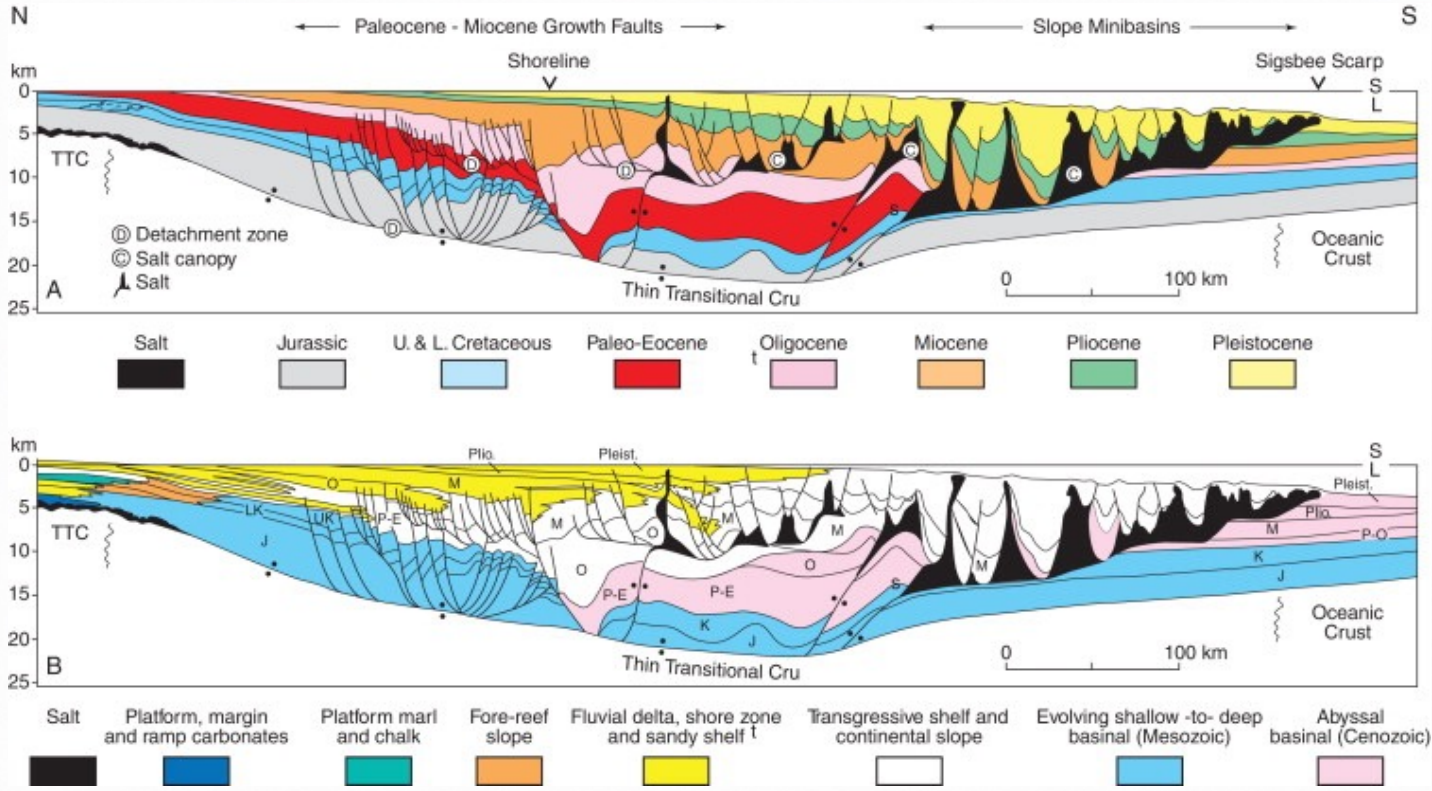 N
Paleocene - Miocene Growth Faults
Slope Minibasins
S
Shoreline
Sigsbee Scarp
km
S
L
0
5
10
15
20
25
TTC
D
D
D
C
C
C
S
D Detachment zone
C Salt canopy
Salt
A
Thin Transitional Cru
Oceanic
Crust
0 100 km
Salt
Jurassic
U. & L. Cretaceous
Paleo-Eocene
t Oligocene
Miocene
Pliocene
Pleistocene
km
Plio.
Pleist.
S
L
0
5
10
15
20
25
Pleist.
Plio.
M
P-O
K
J
TTC
LK
UK
J
O
M
P-E
M
O
O
M
M
O
P-E
P-E
K
J
S
M
B
Thin Transitional Cru
Oceanic
Crust
0 100 km
Salt
Platform, margin
and ramp carbonates
Platform marl
and chalk
Fore-reef
slope
Fluvial delta, shore zone
and sandy shelf t
Transgressive shelf and
continental slope
Evolving shallow -to- deep
basinal (Mesozoic)
Abyssal
basinal (Cenozoic)